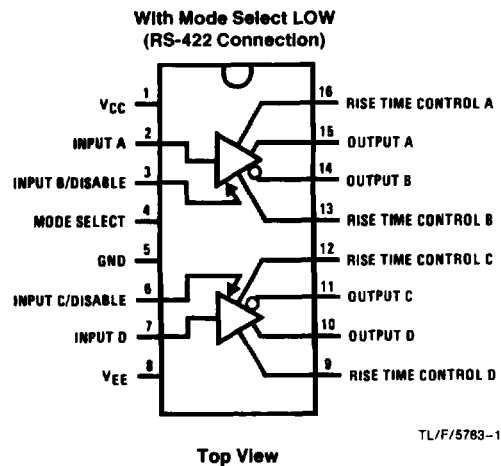 With Mode Select LOW
(RS-422 Connection)
VCC 1 16 RISE TIME CONTROL A
INPUT A 2 15 OUTPUT A
INPUT B/DISABLE 3 14 OUTPUT B
MODE SELECT 4 13 RISE TIME CONTROL B
GND 5 12 RISE TIME CONTROL C
INPUT C/DISABLE 6 11 OUTPUT C
INPUT D 7 10 OUTPUT D
VEE 8 9 RISE TIME CONTROL D
TL/F/5783-1
Top View